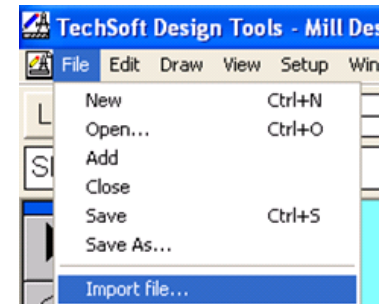 TechSoft Design Tools - Mill Des
File Edit Draw View Setup Win
New Ctrl+N
Open... Ctrl+O
Add
Close
Save Ctrl+S
Save As...
Import file...